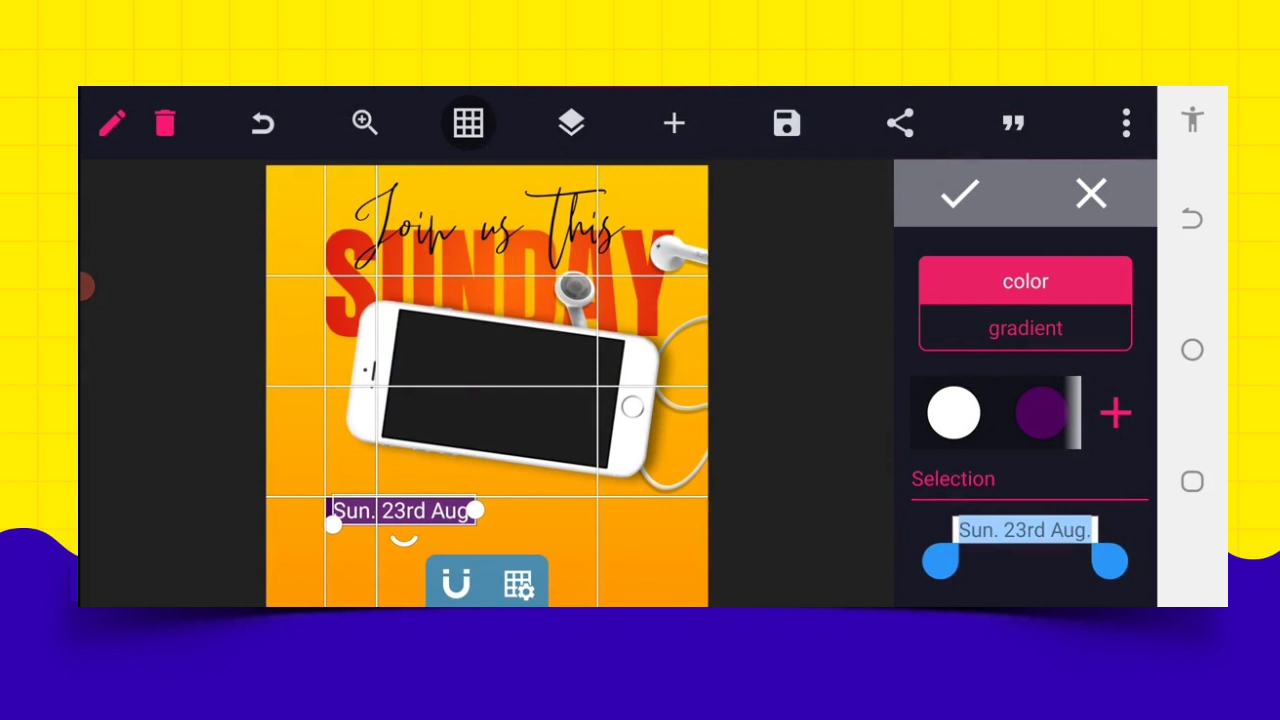 Join us This
SUNDAY
color
gradient
Selection
Sun. 23rd Aug.
Sun. 23rd Aug.